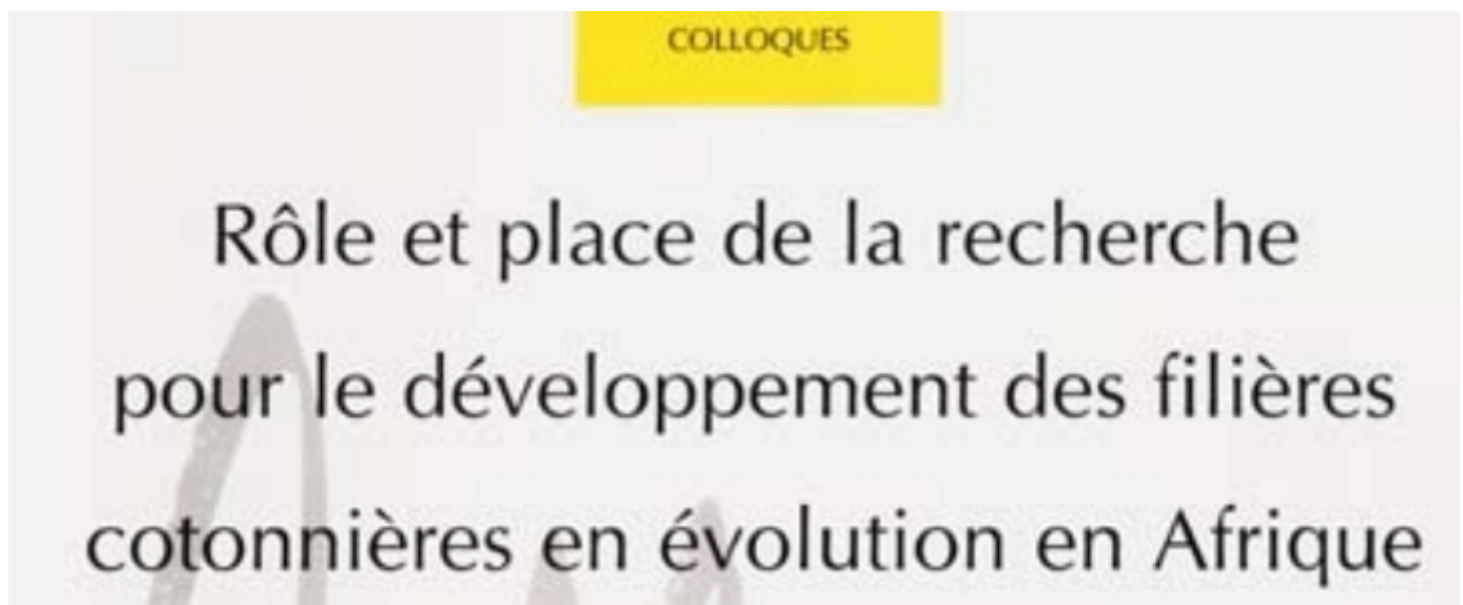 COLLOQUES
Rôle et place de la recherche
pour le développement des filières
cotonnières en évolution en Afrique